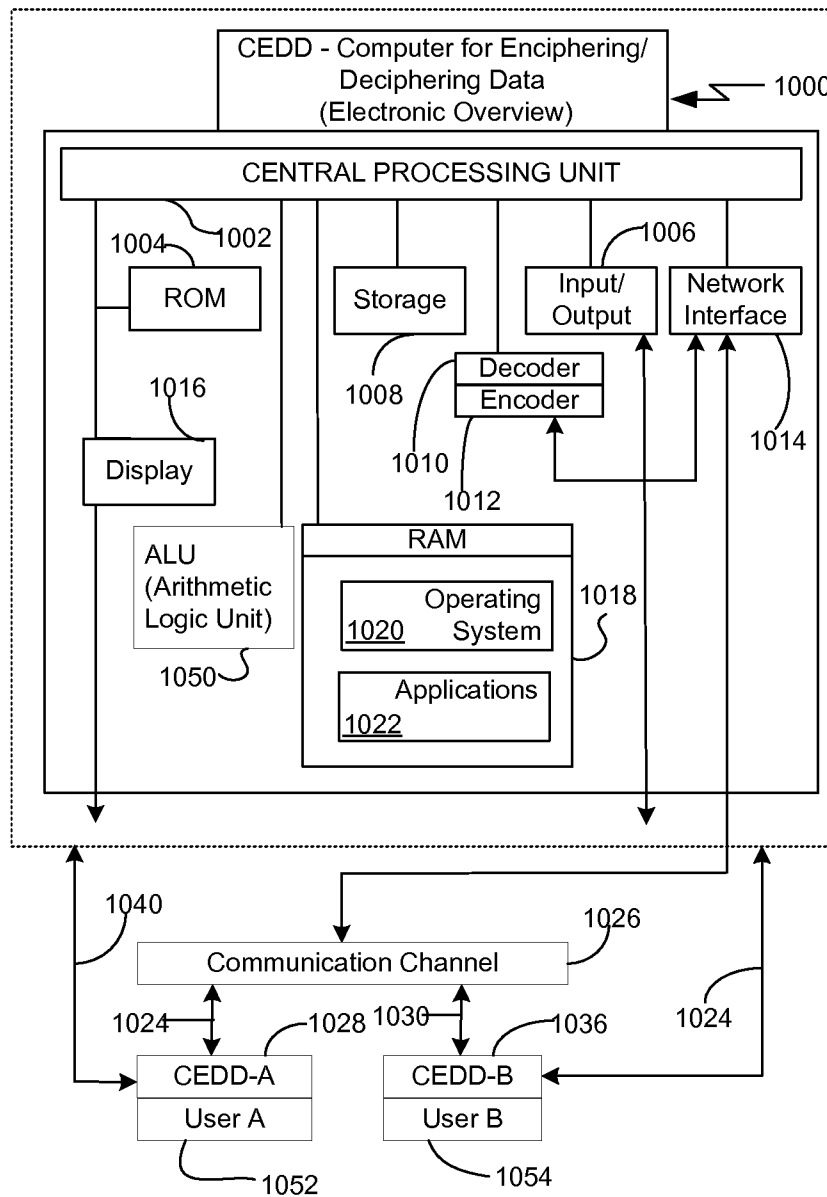 CEDD - Computer for Enciphering/
Deciphering Data
(Electronic Overview)
1000
CENTRAL PROCESSING UNIT
1002
1004
ROM
Storage
1008
1006
Input/
Output
Network
Interface
1014
Decoder
Encoder
1010
1012
1016
Display
ALU
(Arithmetic
Logic Unit)
1050
RAM
Operating
1020 System
Applications
1022
1018
1040
1026
Communication Channel
1024
1028
1030
1036
1024
CEDD-A
User A
CEDD-B
User B
1052
1054